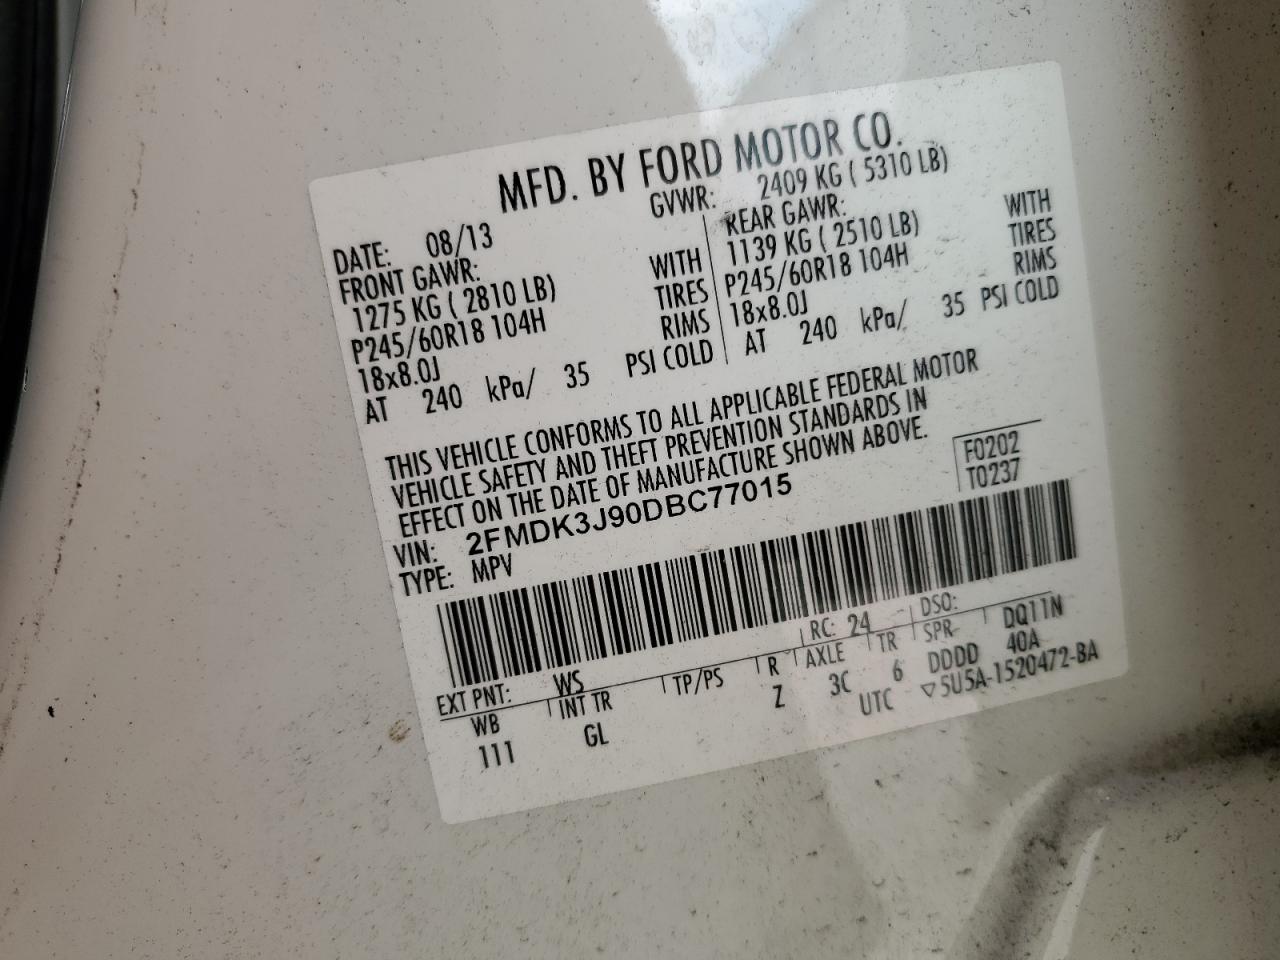 MFD. BY FORD MOTOR CO.
DATE: 08/13 GVWR: 2409 KG ( 5310 LB)
FRONT GAWR:
1275 KG ( 2810 LB) WITH
P245/60R18 104H TIRES
18x8.0J RIMS
AT 240 kPa/ 35 PSI COLD
REAR GAWR:
1139 KG ( 2510 LB) WITH
P245/60R18 104H TIRES
18x8.0J RIMS
AT 240 kPa/ 35 PSI COLD
THIS VEHICLE CONFORMS TO ALL APPLICABLE FEDERAL MOTOR
VEHICLE SAFETY AND THEFT PREVENTION STANDARDS IN
EFFECT ON THE DATE OF MANUFACTURE SHOWN ABOVE.
VIN: 2FMDK3J90DBC77015
TYPE: MPV
F0202
T0237
EXT PNT: WS RC: 24 DSO:
WB INT TR TP/PS R AXLE TR SPR DQ11N
111 GL Z 3C 6 DDDD 40A
UTC ▽5U5A-1520472-BA